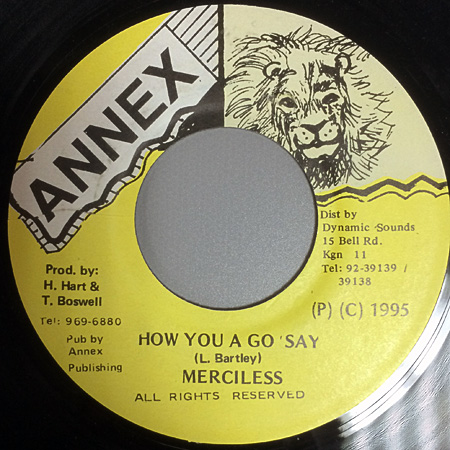 ANNEX
Dist by
Dynamic Sounds
15 Bell Rd.
Kgn 11
Tel: 92-39139 /
39138
Prod. by:
H. Hart &
T. Boswell
Tel: 969-6880
Pub by
Annex
Publishing
(P) (C) 1995
HOW YOU A GO 'SAY
(L. Bartley)
MERCILESS
ALL RIGHTS RESERVED